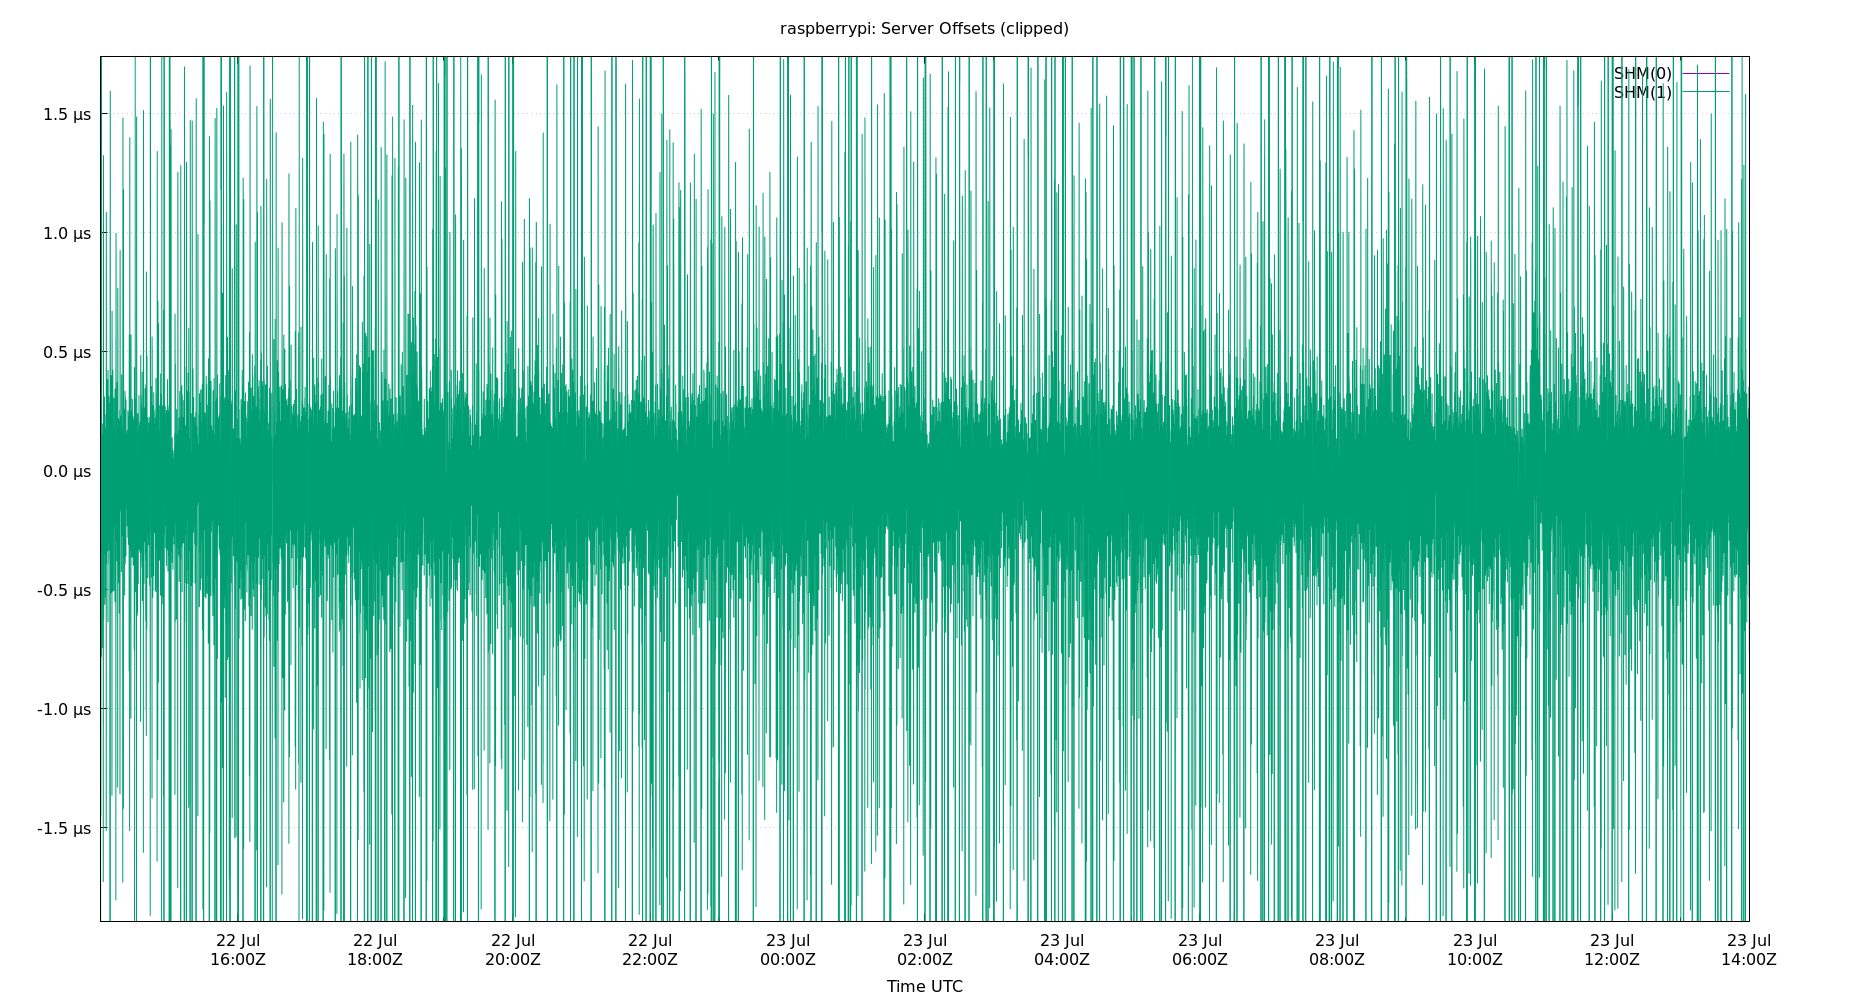 raspberrypi: Server Offsets (clipped)
SHM(0)
SHM(1)
1.5 µs
1.0 µs
0.5 µs
0.0 µs
-0.5 µs
-1.0 µs
-1.5 µs
22 Jul 22 Jul 22 Jul 22 Jul 23 Jul 23 Jul 23 Jul 23 Jul 23 Jul 23 Jul 23 Jul 23 Jul
16:00Z 18:00Z 20:00Z 22:00Z 00:00Z 02:00Z 04:00Z 06:00Z 08:00Z 10:00Z 12:00Z 14:00Z
Time UTC